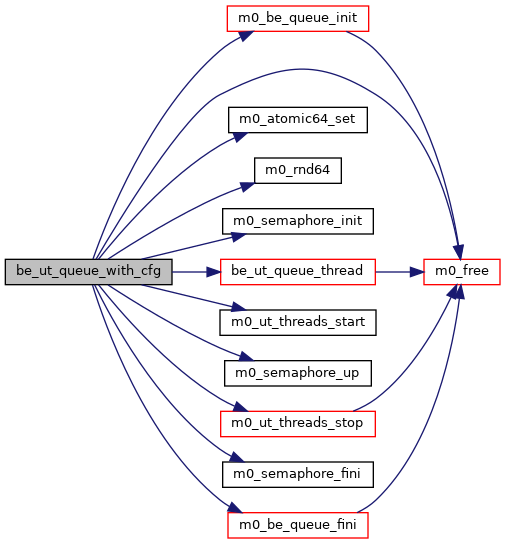 m0_be_queue_init
m0_atomic64_set
m0_rnd64
m0_semaphore_init
be_ut_queue_with_cfg
be_ut_queue_thread
m0_free
m0_ut_threads_start
m0_semaphore_up
m0_ut_threads_stop
m0_semaphore_fini
m0_be_queue_fini